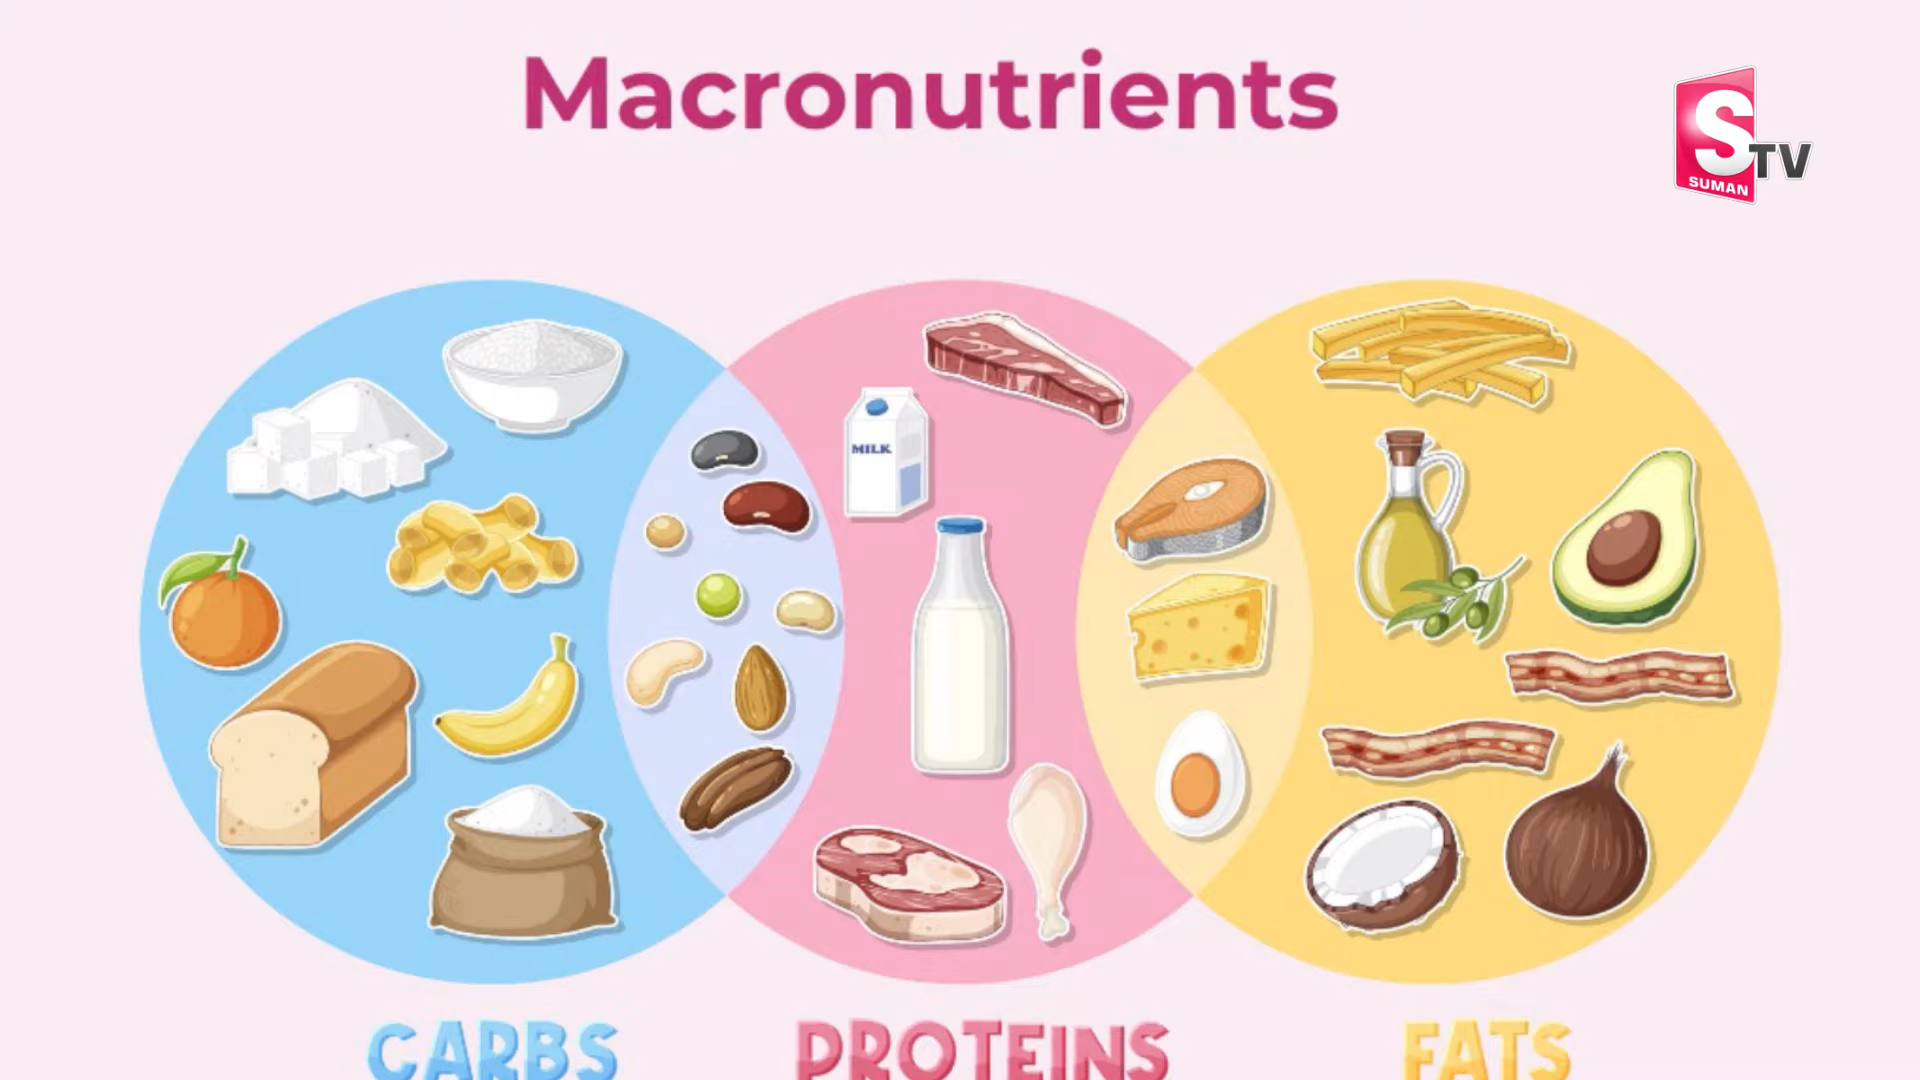 Macronutrients
S
TV
SUMAN
MILK
CARBS
PROTEINS
FATS